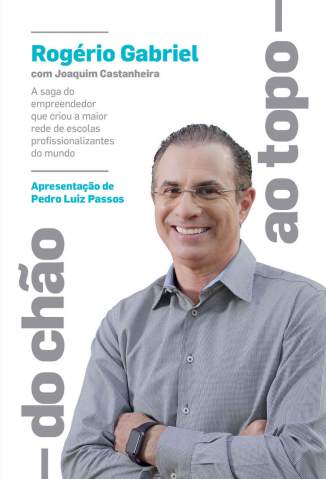 Rogério Gabriel
com Joaquim Castanheira
A saga do
empreendedor
que criou a maior
rede de escolas
profissionalizantes
do mundo
Apresentação de
Pedro Luiz Passos
do chão
ao topo